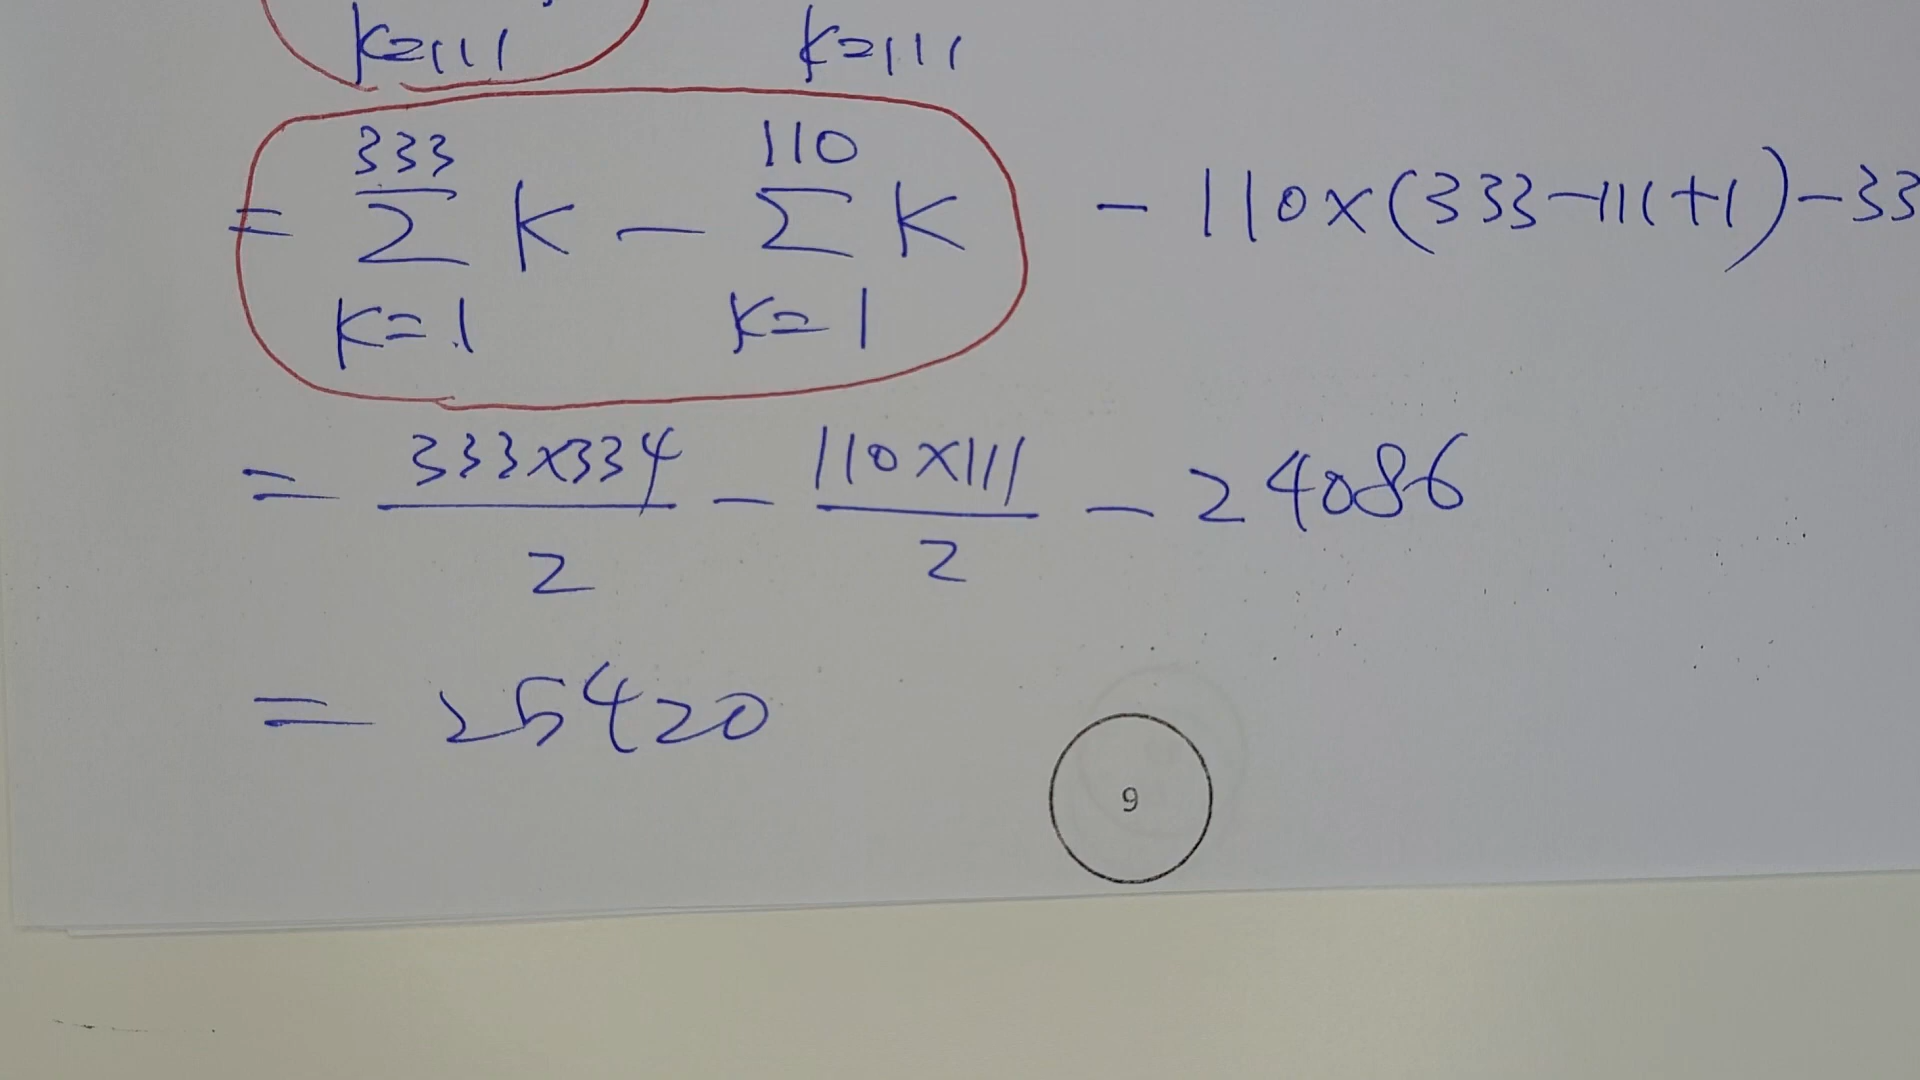 K=111 K=111
333 110
= Σ K - Σ K - 110×(333-111+1)-33
K=1 K=1
= 333×334/2 - 110×111/2 - 24086
= 25420
9